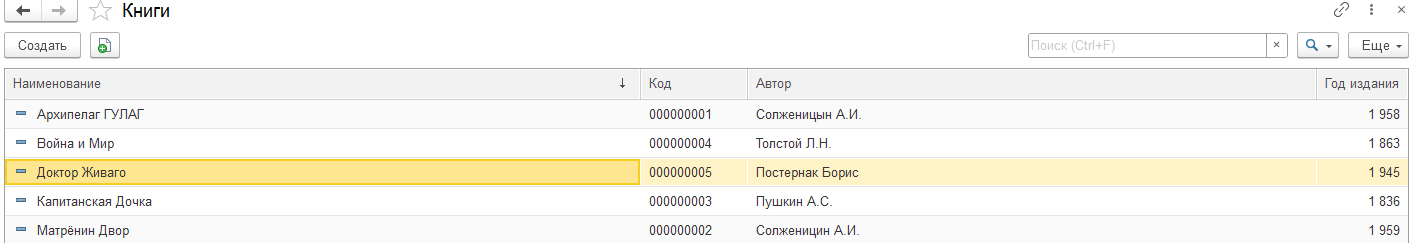 Книги
Создать Поиск (Ctrl+F) × Еще
Наименование ↓ Код Автор Год издания
Архипелаг ГУЛАГ 000000001 Солженицын А.И. 1 958
Война и Мир 000000004 Толстой Л.Н. 1 863
Доктор Живаго 000000005 Постернак Борис 1 945
Капитанская Дочка 000000003 Пушкин А.С. 1 836
Матрёнин Двор 000000002 Солженицин А.И. 1 959